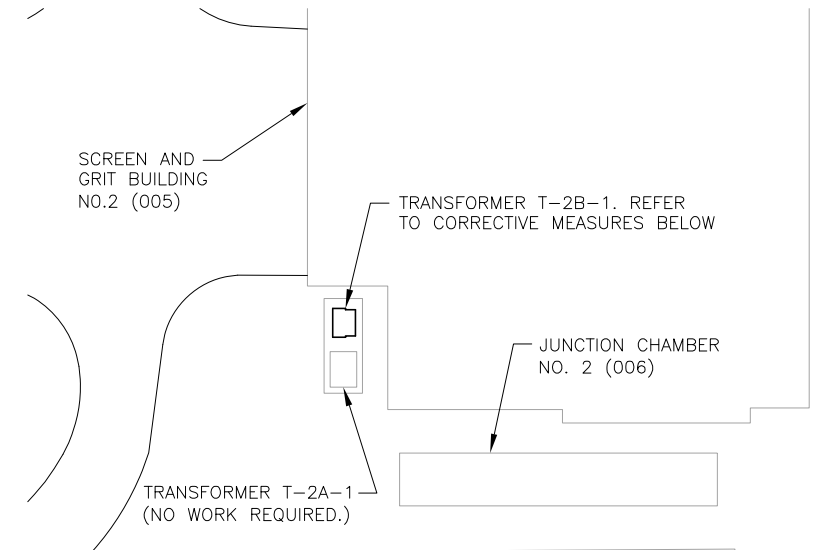 SCREEN AND
GRIT BUILDING
NO.2 (005)
TRANSFORMER T-2B-1. REFER
TO CORRECTIVE MEASURES BELOW
JUNCTION CHAMBER
NO. 2 (006)
TRANSFORMER T-2A-1
(NO WORK REQUIRED.)